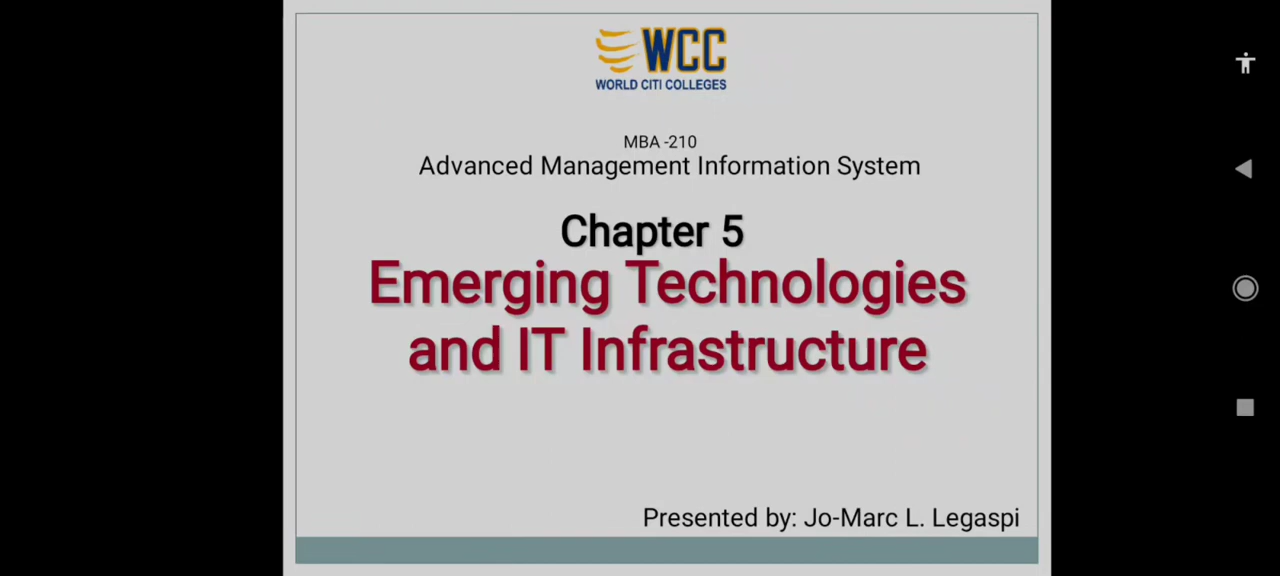 WCC
WORLD CITI COLLEGES
MBA -210
Advanced Management Information System
Chapter 5
Emerging Technologies
and IT Infrastructure
Presented by: Jo-Marc L. Legaspi